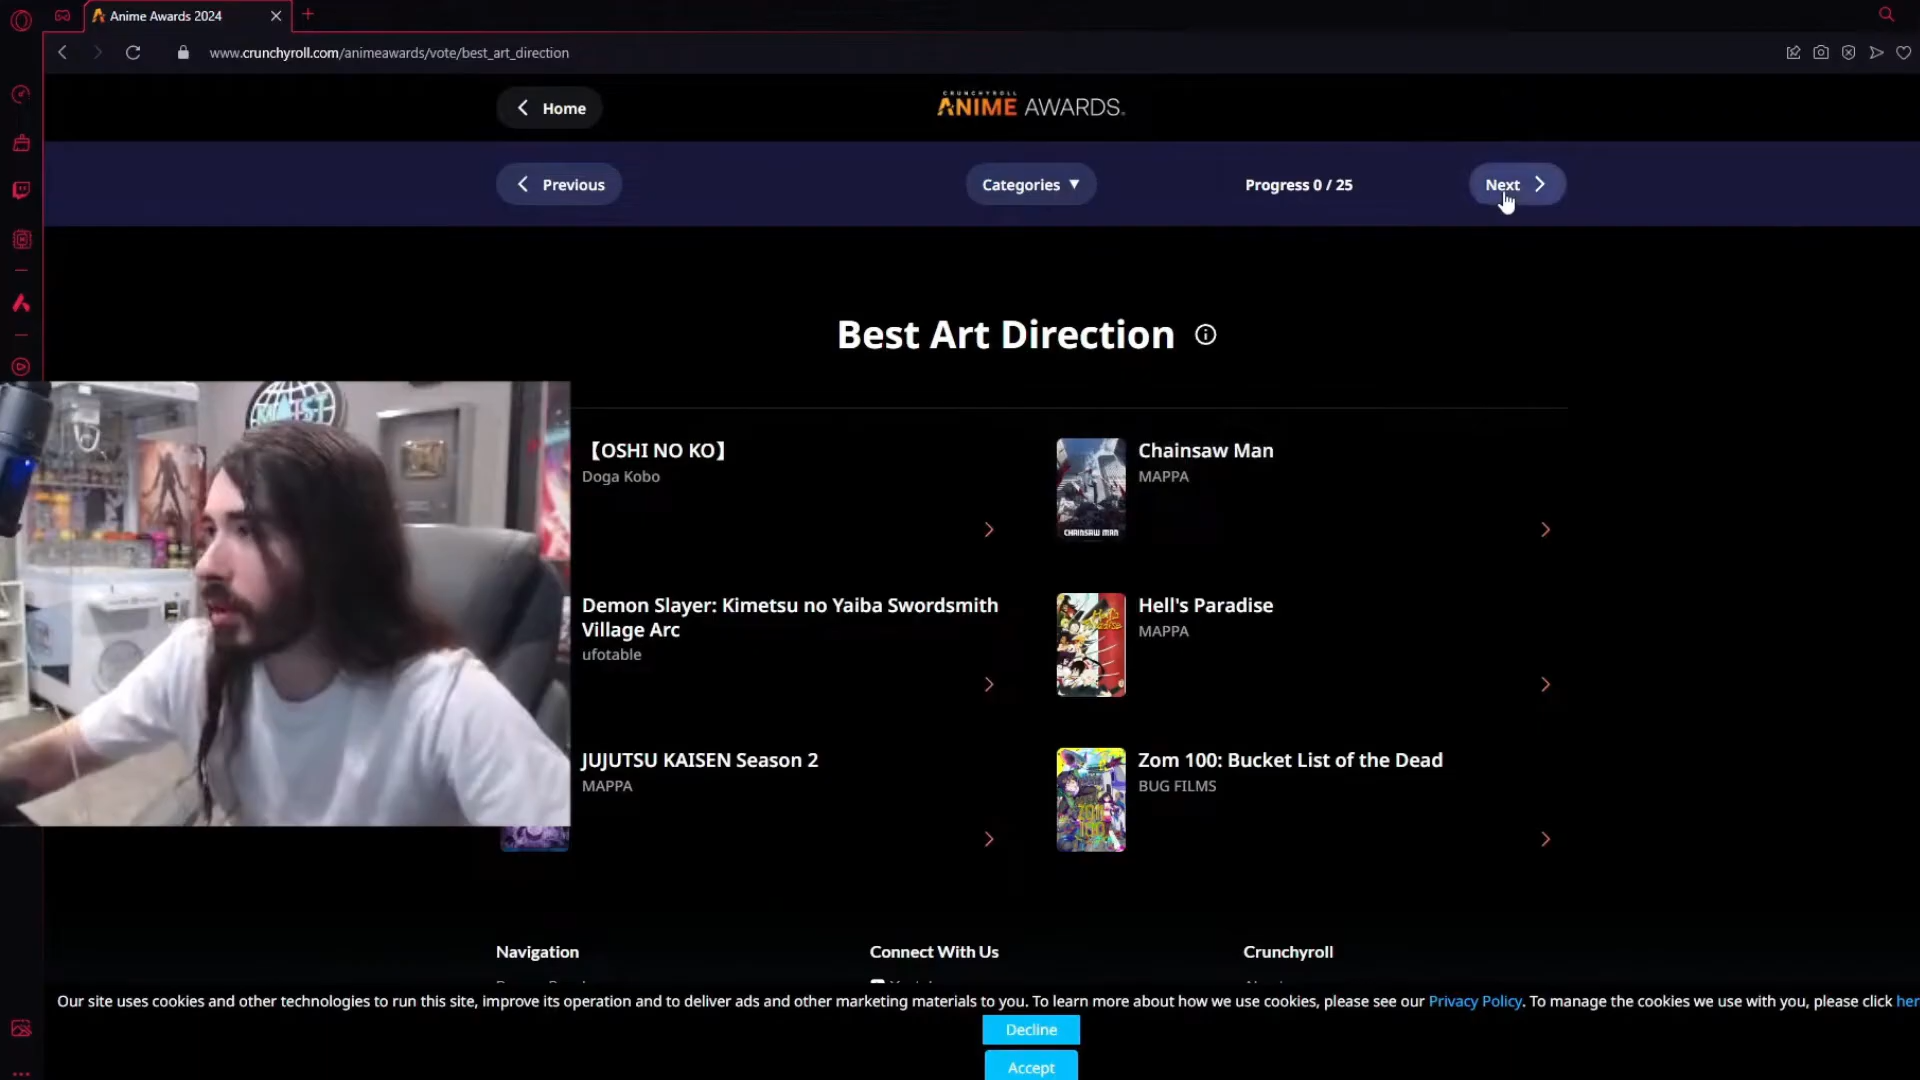 Anime Awards 2024
www.crunchyroll.com/animeawards/vote/best_art_direction
Home
CRUNCHYROLL
ANIME AWARDS.
Previous
Categories ▼
Progress 0 / 25
Next
Best Art Direction
【OSHI NO KO】
Doga Kobo
Chainsaw Man
MAPPA
CHAINSAW MAN
Demon Slayer: Kimetsu no Yaiba Swordsmith
Village Arc
ufotable
Hell's Paradise
MAPPA
JUJUTSU KAISEN Season 2
MAPPA
Zom 100: Bucket List of the Dead
BUG FILMS
ZOM
100
Navigation
Connect With Us
Crunchyroll
Our site uses cookies and other technologies to run this site, improve its operation and to deliver ads and other marketing materials to you. To learn more about how we use cookies, please see our Privacy Policy. To manage the cookies we use with you, please click her
Decline
Accept